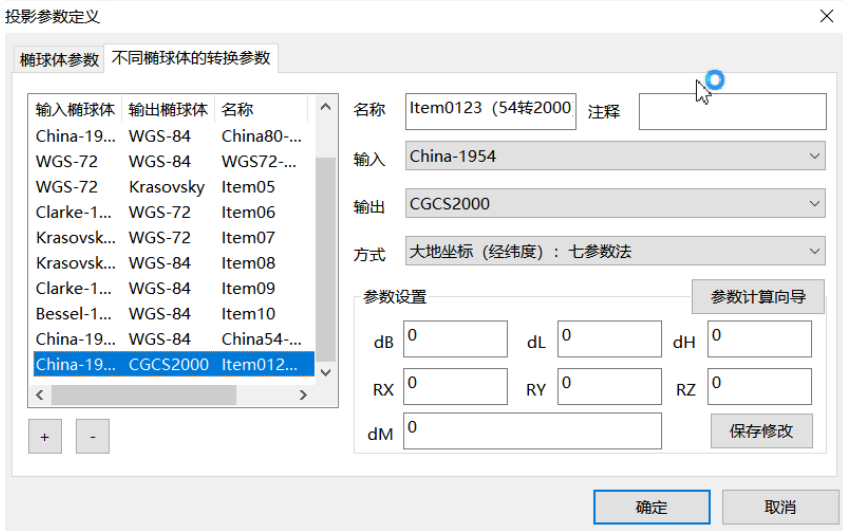 投影参数定义
椭球体参数 不同椭球体的转换参数
输入椭球体 输出椭球体 名称
China-19... WGS-84 China80-...
WGS-72 WGS-84 WGS72-...
WGS-72 Krasovsky Item05
Clarke-1... WGS-72 Item06
Krasovsk... WGS-72 Item07
Krasovsk... WGS-84 Item08
Clarke-1... WGS-84 Item09
Bessel-1... WGS-84 Item10
China-19... WGS-84 China54-...
China-19... CGCS2000 Item012...
+ -
名称 Item0123（54转2000 注释
输入 China-1954
输出 CGCS2000
方式 大地坐标（经纬度）：七参数法
参数设置 参数计算向导
dB 0 dL 0 dH 0
RX 0 RY 0 RZ 0
dM 0 保存修改
确定 取消